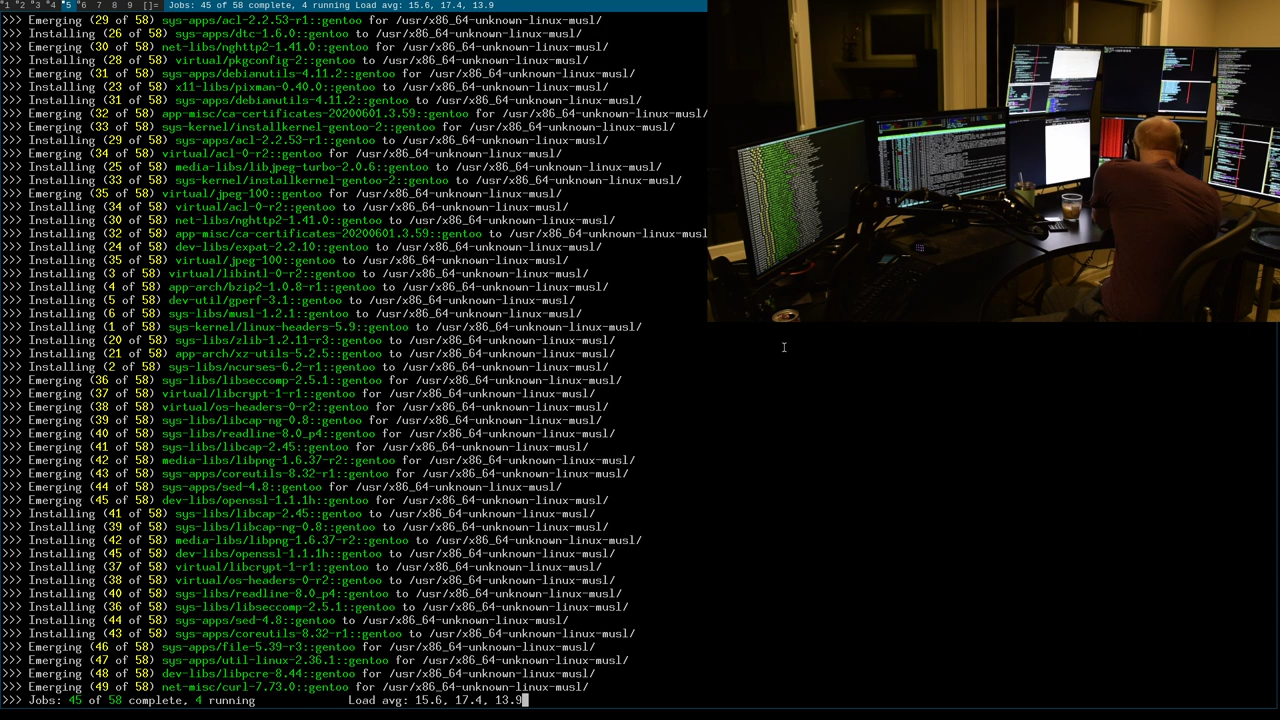 1 2 3 4 5 6 7 8 9 []= Jobs: 45 of 58 complete, 4 running Load avg: 15.6, 17.4, 13.9
>>> Emerging (29 of 58) sys-apps/acl-2.2.53-r1::gentoo for /usr/x86_64-unknown-linux-musl/
>>> Installing (26 of 58) sys-apps/dtc-1.6.0::gentoo to /usr/x86_64-unknown-linux-musl/
>>> Emerging (30 of 58) net-libs/nghttp2-1.41.0::gentoo for /usr/x86_64-unknown-linux-musl/
>>> Installing (28 of 58) virtual/pkgconfig-2::gentoo to /usr/x86_64-unknown-linux-musl/
>>> Emerging (31 of 58) sys-apps/debianutils-4.11.2::gentoo for /usr/x86_64-unknown-linux-musl/
>>> Installing (23 of 58) x11-libs/pixman-0.40.0::gentoo to /usr/x86_64-unknown-linux-musl/
>>> Installing (31 of 58) sys-apps/debianutils-4.11.2::gentoo to /usr/x86_64-unknown-linux-musl/
>>> Emerging (32 of 58) app-misc/ca-certificates-20200601.3.59::gentoo for /usr/x86_64-unknown-linux-musl/
>>> Emerging (33 of 58) sys-kernel/installkernel-gentoo-2::gentoo for /usr/x86_64-unknown-linux-musl/
>>> Installing (29 of 58) sys-apps/acl-2.2.53-r1::gentoo to /usr/x86_64-unknown-linux-musl/
>>> Emerging (34 of 58) virtual/acl-0-r2::gentoo for /usr/x86_64-unknown-linux-musl/
>>> Installing (25 of 58) media-libs/libjpeg-turbo-2.0.6::gentoo to /usr/x86_64-unknown-linux-musl/
>>> Installing (33 of 58) sys-kernel/installkernel-gentoo-2::gentoo to /usr/x86_64-unknown-linux-musl/
>>> Emerging (35 of 58) virtual/jpeg-100::gentoo for /usr/x86_64-unknown-linux-musl/
>>> Installing (34 of 58) virtual/acl-0-r2::gentoo to /usr/x86_64-unknown-linux-musl/
>>> Installing (30 of 58) net-libs/nghttp2-1.41.0::gentoo to /usr/x86_64-unknown-linux-musl/
>>> Installing (32 of 58) app-misc/ca-certificates-20200601.3.59::gentoo to /usr/x86_64-unknown-linux-musl
>>> Installing (24 of 58) dev-libs/expat-2.2.10::gentoo to /usr/x86_64-unknown-linux-musl/
>>> Installing (35 of 58) virtual/jpeg-100::gentoo to /usr/x86_64-unknown-linux-musl/
>>> Installing (3 of 58) virtual/libintl-0-r2::gentoo to /usr/x86_64-unknown-linux-musl/
>>> Installing (4 of 58) app-arch/bzip2-1.0.8-r1::gentoo to /usr/x86_64-unknown-linux-musl/
>>> Installing (5 of 58) dev-util/gperf-3.1::gentoo to /usr/x86_64-unknown-linux-musl/
>>> Installing (6 of 58) sys-libs/musl-1.2.1::gentoo to /usr/x86_64-unknown-linux-musl/
>>> Installing (1 of 58) sys-kernel/linux-headers-5.9::gentoo to /usr/x86_64-unknown-linux-musl/
>>> Installing (20 of 58) sys-libs/zlib-1.2.11-r3::gentoo to /usr/x86_64-unknown-linux-musl/
>>> Installing (21 of 58) app-arch/xz-utils-5.2.5::gentoo to /usr/x86_64-unknown-linux-musl/
>>> Installing (2 of 58) sys-libs/ncurses-6.2-r1::gentoo to /usr/x86_64-unknown-linux-musl/
>>> Emerging (36 of 58) sys-libs/libseccomp-2.5.1::gentoo for /usr/x86_64-unknown-linux-musl/
>>> Emerging (37 of 58) virtual/libcrypt-1-r1::gentoo for /usr/x86_64-unknown-linux-musl/
>>> Emerging (38 of 58) virtual/os-headers-0-r2::gentoo for /usr/x86_64-unknown-linux-musl/
>>> Emerging (39 of 58) sys-libs/libcap-ng-0.8::gentoo for /usr/x86_64-unknown-linux-musl/
>>> Emerging (40 of 58) sys-libs/readline-8.0_p4::gentoo for /usr/x86_64-unknown-linux-musl/
>>> Emerging (41 of 58) sys-libs/libcap-2.45::gentoo for /usr/x86_64-unknown-linux-musl/
>>> Emerging (42 of 58) media-libs/libpng-1.6.37-r2::gentoo for /usr/x86_64-unknown-linux-musl/
>>> Emerging (43 of 58) sys-apps/coreutils-8.32-r1::gentoo for /usr/x86_64-unknown-linux-musl/
>>> Emerging (44 of 58) sys-apps/sed-4.8::gentoo for /usr/x86_64-unknown-linux-musl/
>>> Emerging (45 of 58) dev-libs/openssl-1.1.1h::gentoo for /usr/x86_64-unknown-linux-musl/
>>> Installing (41 of 58) sys-libs/libcap-2.45::gentoo to /usr/x86_64-unknown-linux-musl/
>>> Installing (39 of 58) sys-libs/libcap-ng-0.8::gentoo to /usr/x86_64-unknown-linux-musl/
>>> Installing (42 of 58) media-libs/libpng-1.6.37-r2::gentoo to /usr/x86_64-unknown-linux-musl/
>>> Installing (45 of 58) dev-libs/openssl-1.1.1h::gentoo to /usr/x86_64-unknown-linux-musl/
>>> Installing (37 of 58) virtual/libcrypt-1-r1::gentoo to /usr/x86_64-unknown-linux-musl/
>>> Installing (38 of 58) virtual/os-headers-0-r2::gentoo to /usr/x86_64-unknown-linux-musl/
>>> Installing (40 of 58) sys-libs/readline-8.0_p4::gentoo to /usr/x86_64-unknown-linux-musl/
>>> Installing (36 of 58) sys-libs/libseccomp-2.5.1::gentoo to /usr/x86_64-unknown-linux-musl/
>>> Installing (44 of 58) sys-apps/sed-4.8::gentoo to /usr/x86_64-unknown-linux-musl/
>>> Installing (43 of 58) sys-apps/coreutils-8.32-r1::gentoo to /usr/x86_64-unknown-linux-musl/
>>> Emerging (46 of 58) sys-apps/file-5.39-r3::gentoo for /usr/x86_64-unknown-linux-musl/
>>> Emerging (47 of 58) sys-apps/util-linux-2.36.1::gentoo for /usr/x86_64-unknown-linux-musl/
>>> Emerging (48 of 58) dev-libs/libpcre-8.44::gentoo for /usr/x86_64-unknown-linux-musl/
>>> Emerging (49 of 58) net-misc/curl-7.73.0::gentoo for /usr/x86_64-unknown-linux-musl/
>>> Jobs: 45 of 58 complete, 4 running Load avg: 15.6, 17.4, 13.9